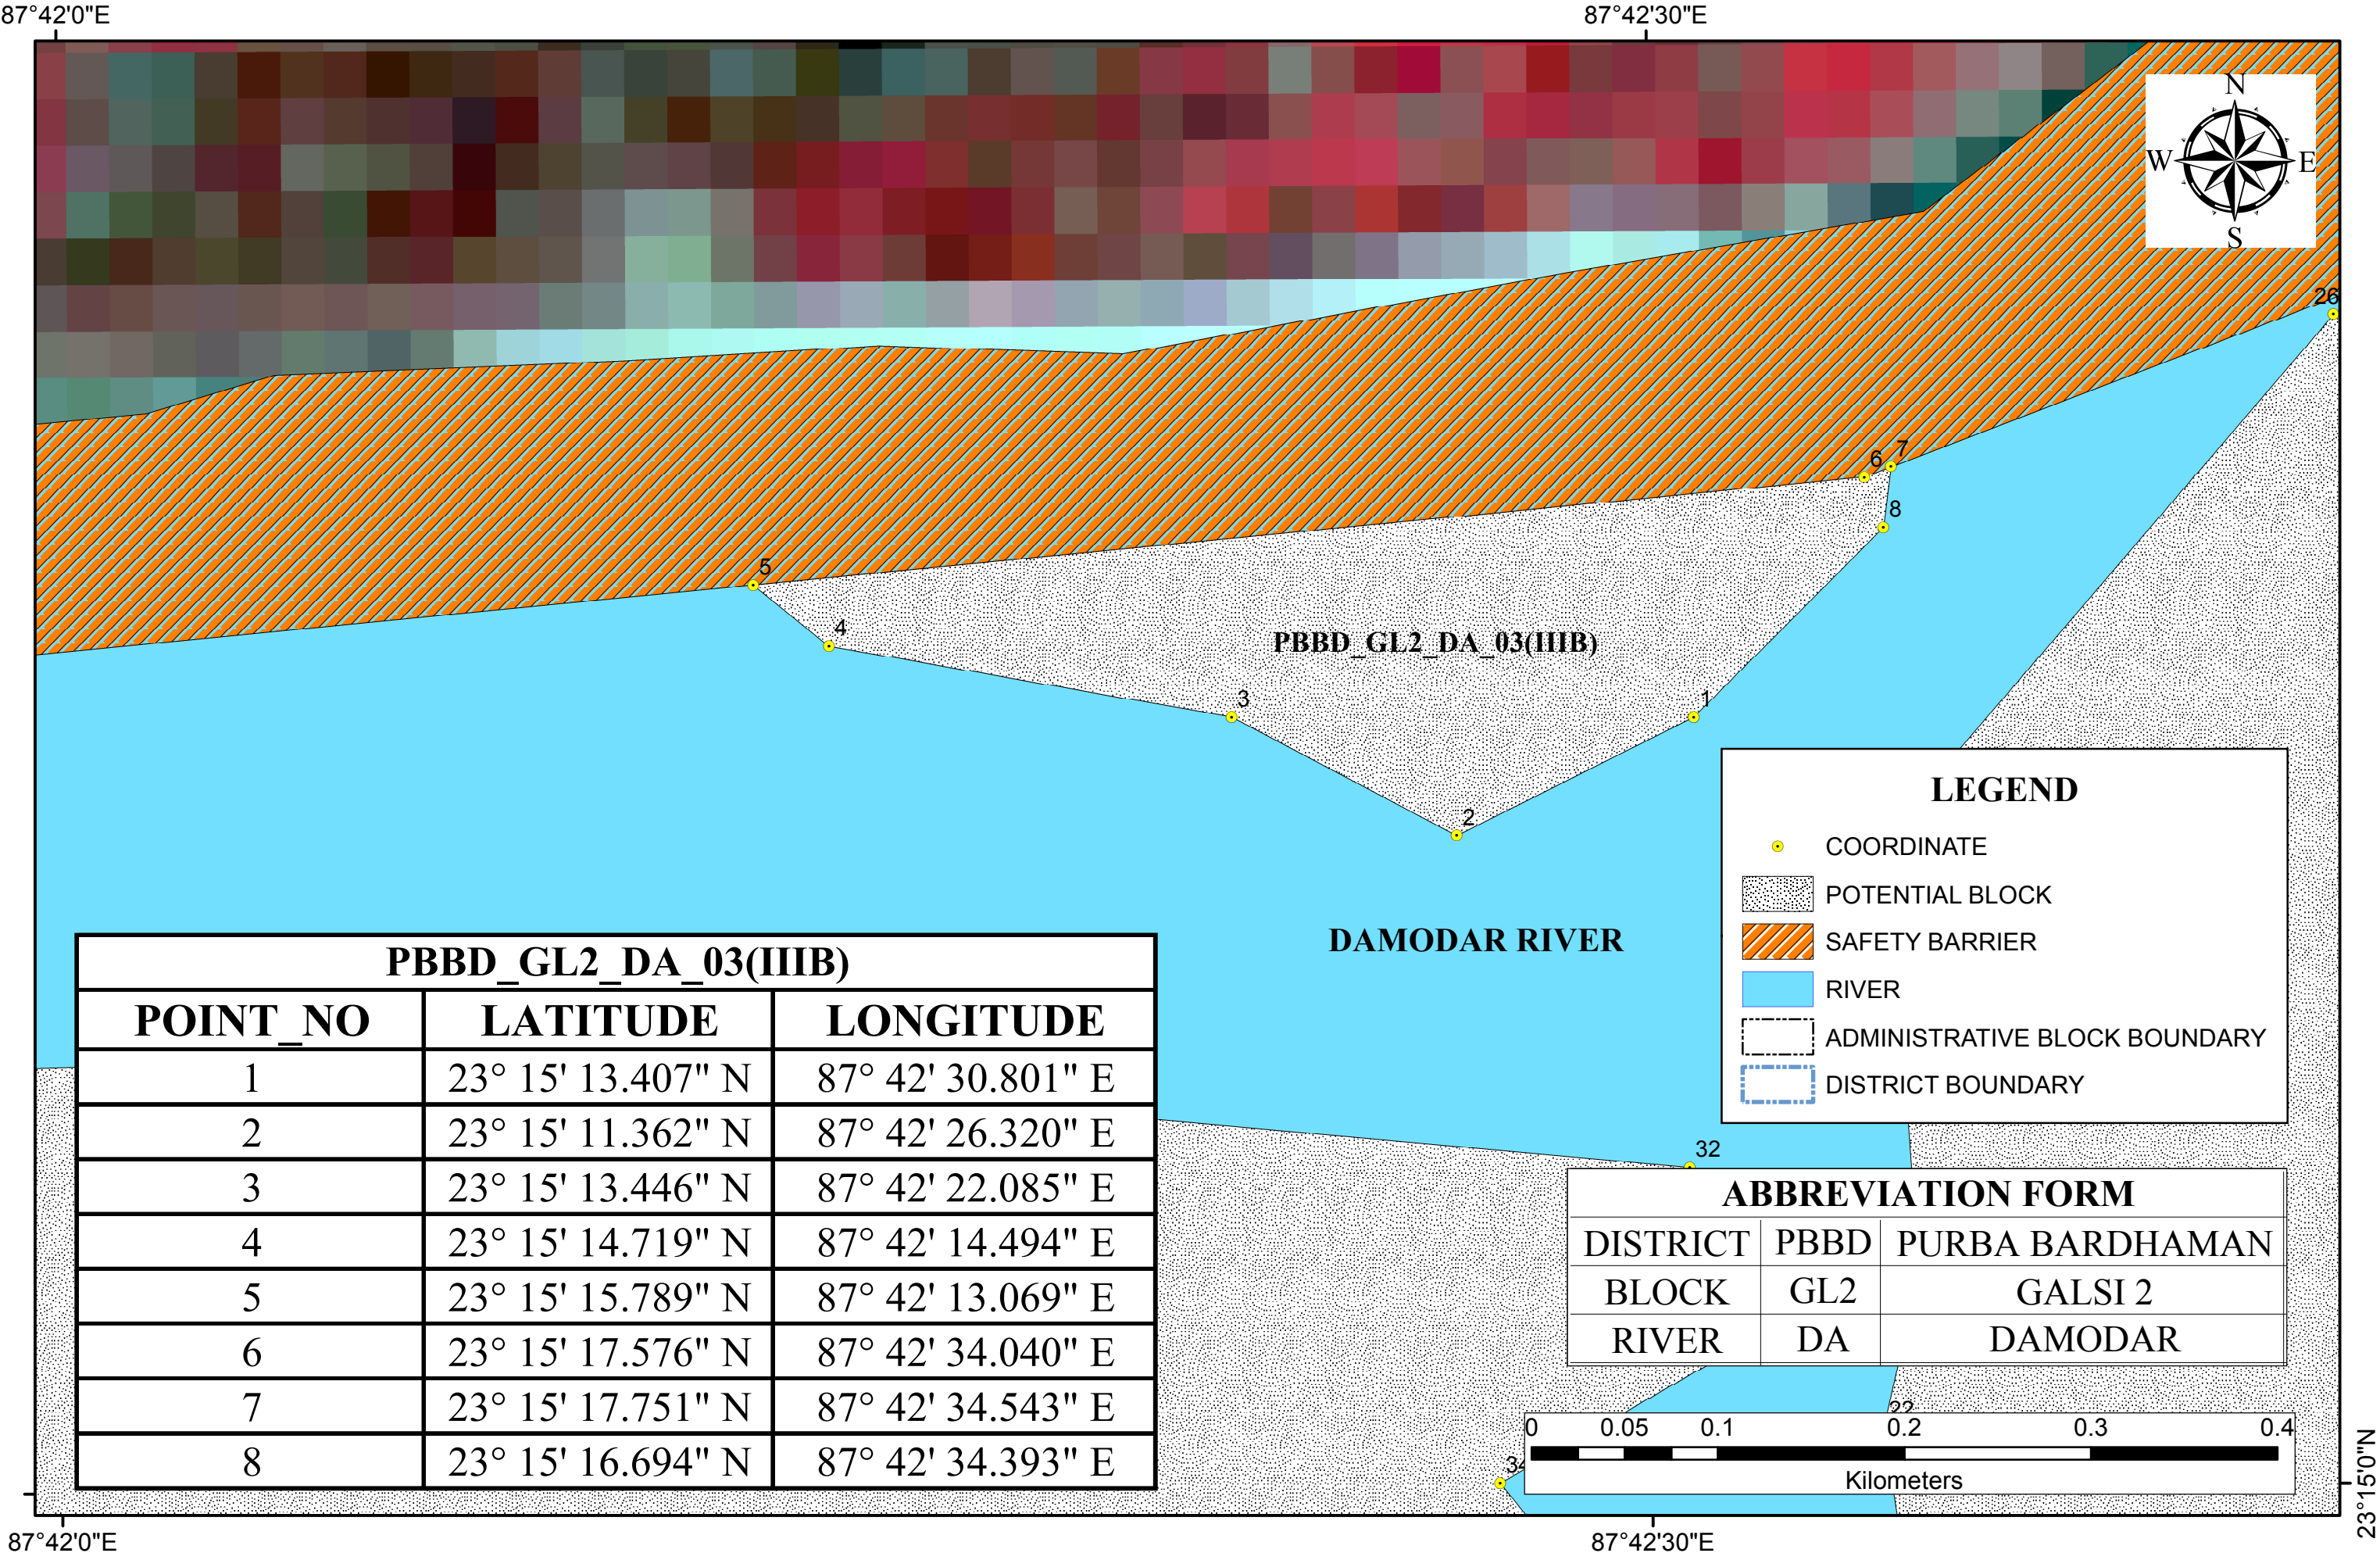 87°42'0"E
87°42'30"E
N
W E
S
26
7
6
8
5
4
PBBD_GL2_DA_03(IIIB)
3
1
2
LEGEND
COORDINATE
POTENTIAL BLOCK
SAFETY BARRIER
RIVER
ADMINISTRATIVE BLOCK BOUNDARY
DISTRICT BOUNDARY
DAMODAR RIVER
PBBD_GL2_DA_03(IIIB)
POINT_NO LATITUDE LONGITUDE
1 23° 15' 13.407" N 87° 42' 30.801" E
2 23° 15' 11.362" N 87° 42' 26.320" E
3 23° 15' 13.446" N 87° 42' 22.085" E
4 23° 15' 14.719" N 87° 42' 14.494" E
5 23° 15' 15.789" N 87° 42' 13.069" E
6 23° 15' 17.576" N 87° 42' 34.040" E
7 23° 15' 17.751" N 87° 42' 34.543" E
8 23° 15' 16.694" N 87° 42' 34.393" E
32
ABBREVIATION FORM
DISTRICT PBBD PURBA BARDHAMAN
BLOCK GL2 GALSI 2
RIVER DA DAMODAR
22
0 0.05 0.1 0.2 0.3 0.4
Kilometers
34
23°15'0"N
87°42'0"E
87°42'30"E